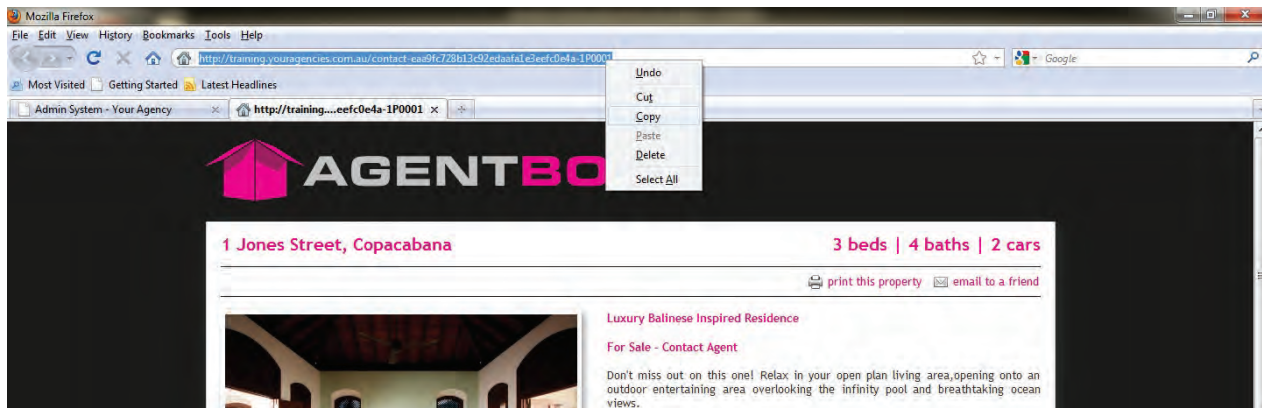 Mozilla Firefox
File Edit View History Bookmarks Tools Help
http://training.youragencies.com.au/contact-eaa9fc728b13c92edaafa1e3eefc0e4a-1P0001
Google
Most Visited Getting Started Latest Headlines
Admin System - Your Agency
http://training....eefc0e4a-1P0001
Undo
Cut
Copy
Paste
Delete
Select All
AGENTBO
1 Jones Street, Copacabana
3 beds | 4 baths | 2 cars
print this property email to a friend
Luxury Balinese Inspired Residence
For Sale - Contact Agent
Don't miss out on this one! Relax in your open plan living area,opening onto an
outdoor entertaining area overlooking the infinity pool and breathtaking ocean
views.